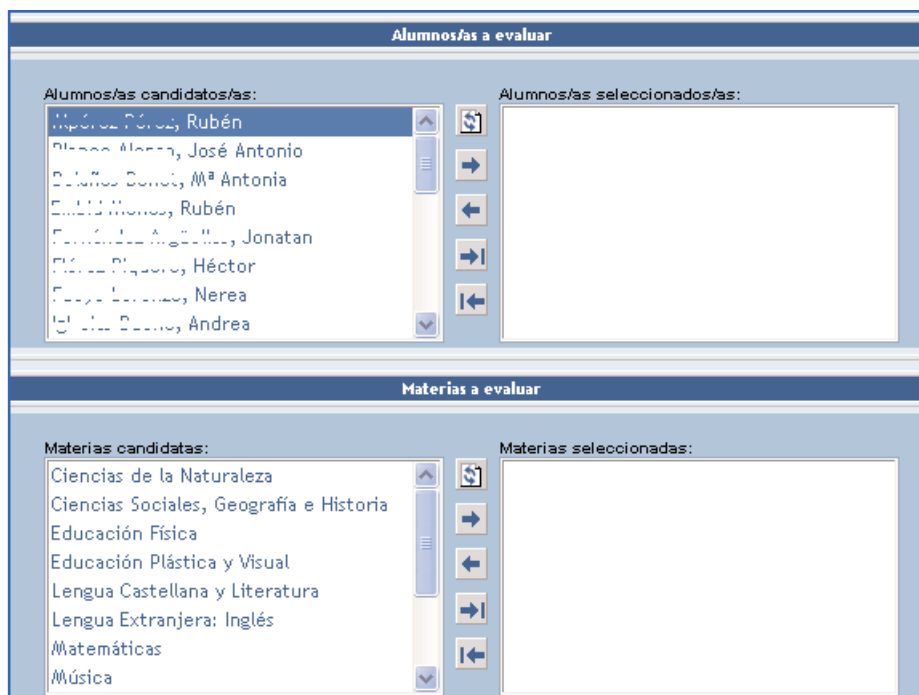 Alumnos/as a evaluar
Alumnos/as candidatos/as:
Alumnos/as seleccionados/as:
, Rubén
, José Antonio
, Mª Antonia
, Rubén
, Jonatan
, Héctor
, Nerea
, Andrea
Materias a evaluar
Materias candidatas:
Materias seleccionadas:
Ciencias de la Naturaleza
Ciencias Sociales, Geografía e Historia
Educación Física
Educación Plástica y Visual
Lengua Castellana y Literatura
Lengua Extranjera: Inglés
Matemáticas
Música